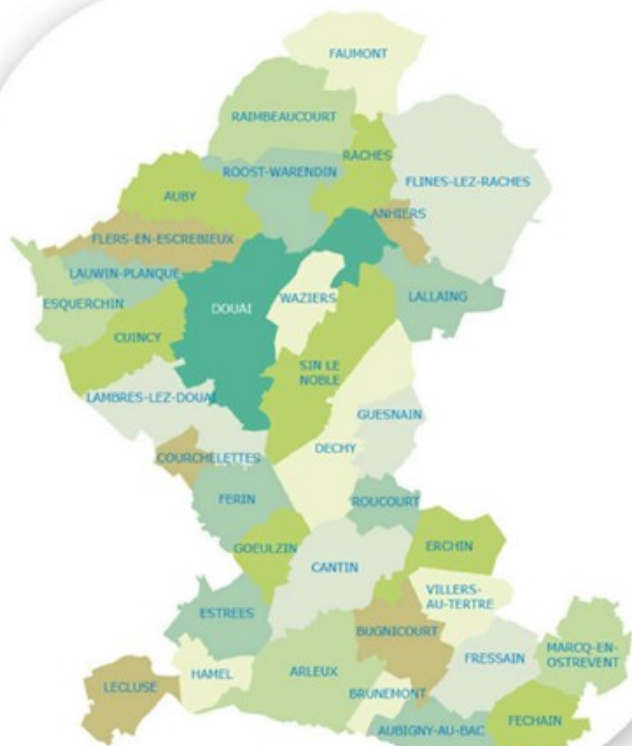 FAUMONT
RAIMBEAUCOURT
RACHES
ROOST-WARENDIN
FLINES-LEZ-RACHES
AUBY
ANHIERS
FLERS-EN-ESCREBIEUX
LAUWIN-PLANQUE
ESQUERCHIN
WAZIERS
LALLAING
DOUAI
CUINCY
SIN LE
NOBLE
LAMBRES-LEZ-DOUAI
GUESNAIN
DECHY
COURCHELETTES
FERIN
ROUCOURT
GOEULZIN
ERCHIN
CANTIN
VILLERS-
AU-TERTRE
ESTREES
BUGNICOURT
MARCQ-EN-
OSTREVENT
FRESSAIN
ARLEUX
HAMEL
LECLUSE
BRUNEMONT
FECHAIN
AUBIGNY-AU-BAC